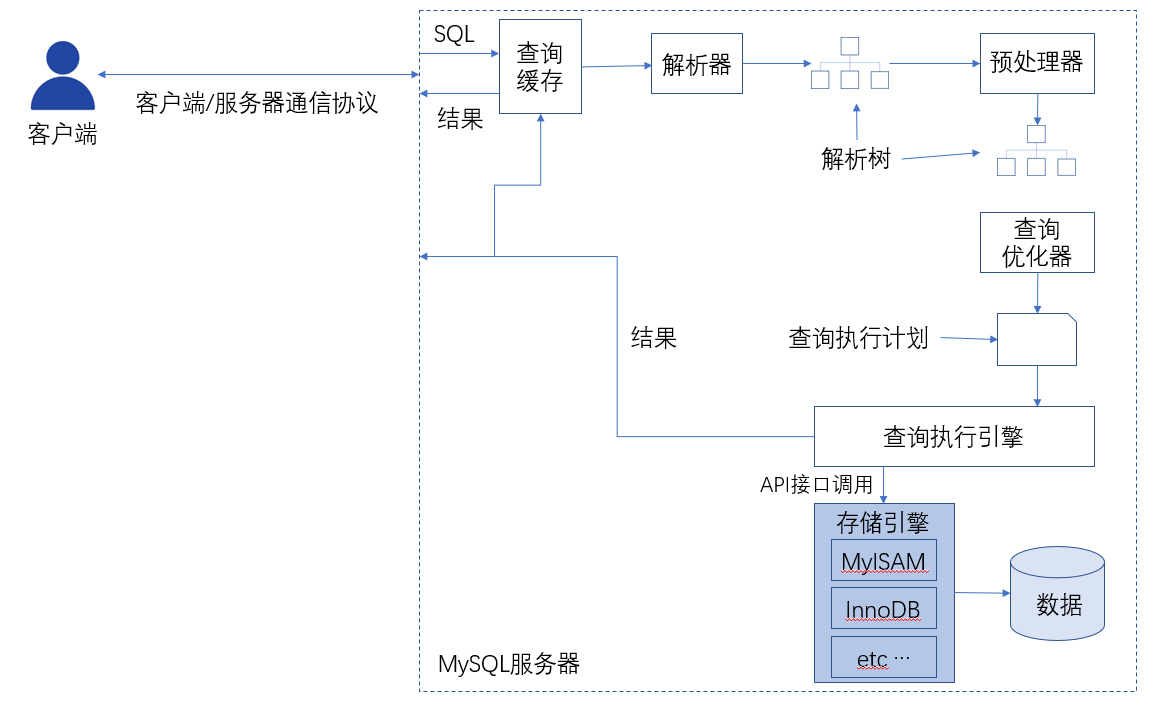 SQL
查询
缓存
解析器
预处理器
客户端/服务器通信协议
结果
客户端
解析树
查询
优化器
结果
查询执行计划
查询执行引擎
API接口调用
存储引擎
MyISAM
InnoDB
数据
etc …
MySQL服务器